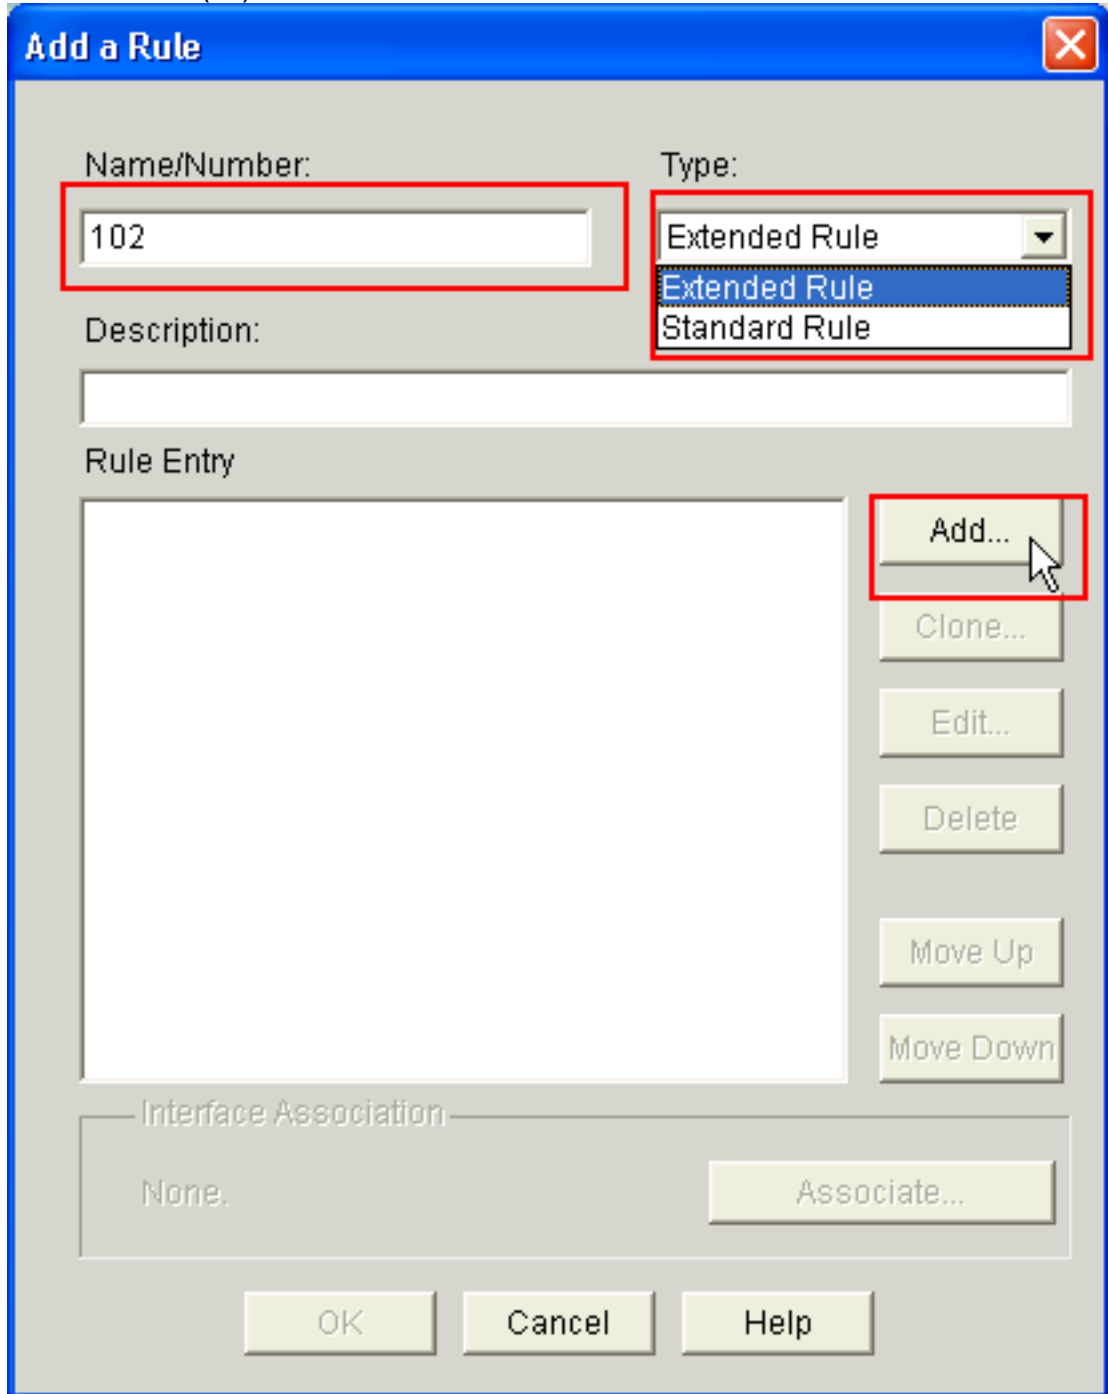 Add a Rule
Name/Number:
Type:
102
Extended Rule
Extended Rule
Standard Rule
Description:
Rule Entry
Add...
Clone...
Edit...
Delete
Move Up
Move Down
Interface Association
None.
Associate...
OK
Cancel
Help